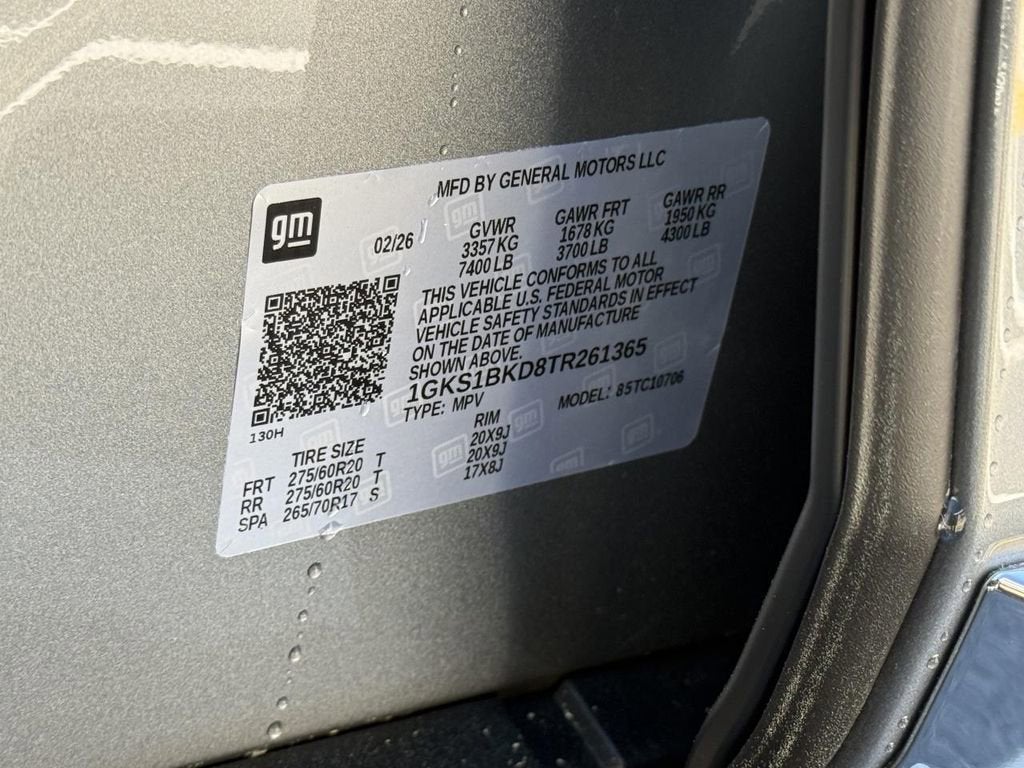 MFD BY GENERAL MOTORS LLC
gm
02/26
GVWR GAWR FRT GAWR RR
3357 KG 1678 KG 1950 KG
7400 LB 3700 LB 4300 LB
THIS VEHICLE CONFORMS TO ALL
APPLICABLE U.S. FEDERAL MOTOR
VEHICLE SAFETY STANDARDS IN EFFECT
ON THE DATE OF MANUFACTURE
SHOWN ABOVE.
1GKS1BKD8TR261365
TYPE: MPV MODEL: 85TC10706
130H
TIRE SIZE RIM
FRT 275/60R20 T 20X9J
RR 275/60R20 T 20X9J
SPA 265/70R17 S 17X8J